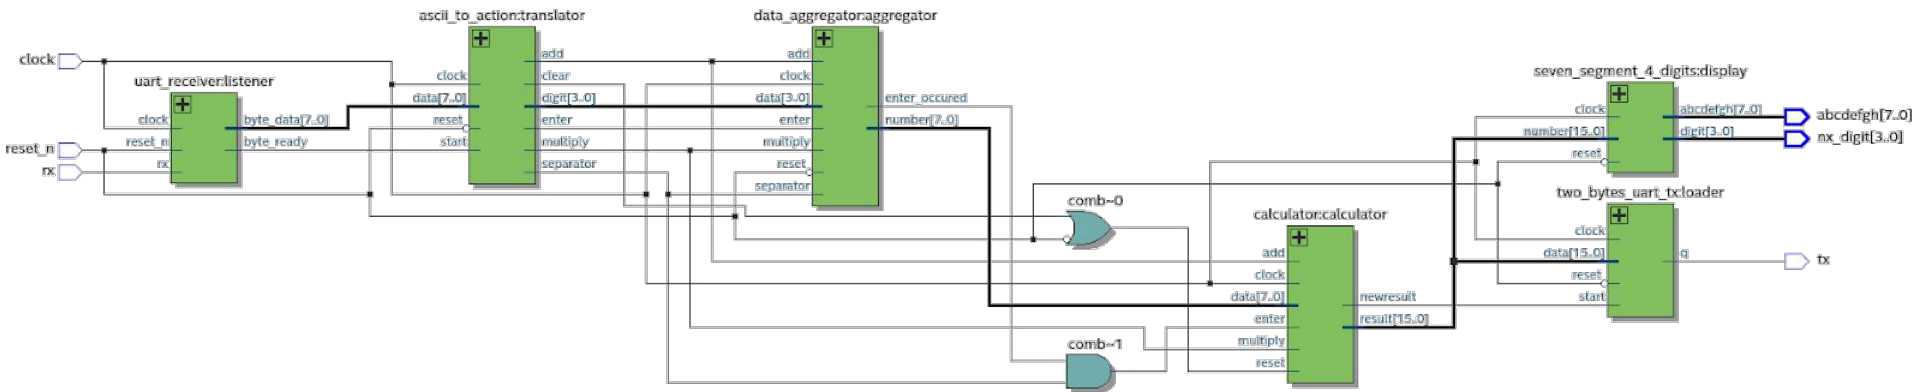 clock
reset_n
rx
uart_receiver:listener
clock
reset_n
rx
byte_data[7..0]
byte_ready
ascii_to_action:translator
clock
data[7..0]
reset
start
add
clear
digit[3..0]
enter
multiply
separator
data_aggregator:aggregator
add
clock
data[3..0]
enter
multiply
reset
separator
enter_occured
number[7..0]
comb~0
comb~1
calculator:calculator
add
clock
data[7..0]
enter
multiply
reset
newresult
result[15..0]
seven_segment_4_digits:display
clock
number[15..0]
reset
abcdefgh[7..0]
digit[3..0]
two_bytes_uart_tx:loader
clock
data[15..0]
reset
start
q
abcdefgh[7..0]
nx_digit[3..0]
tx